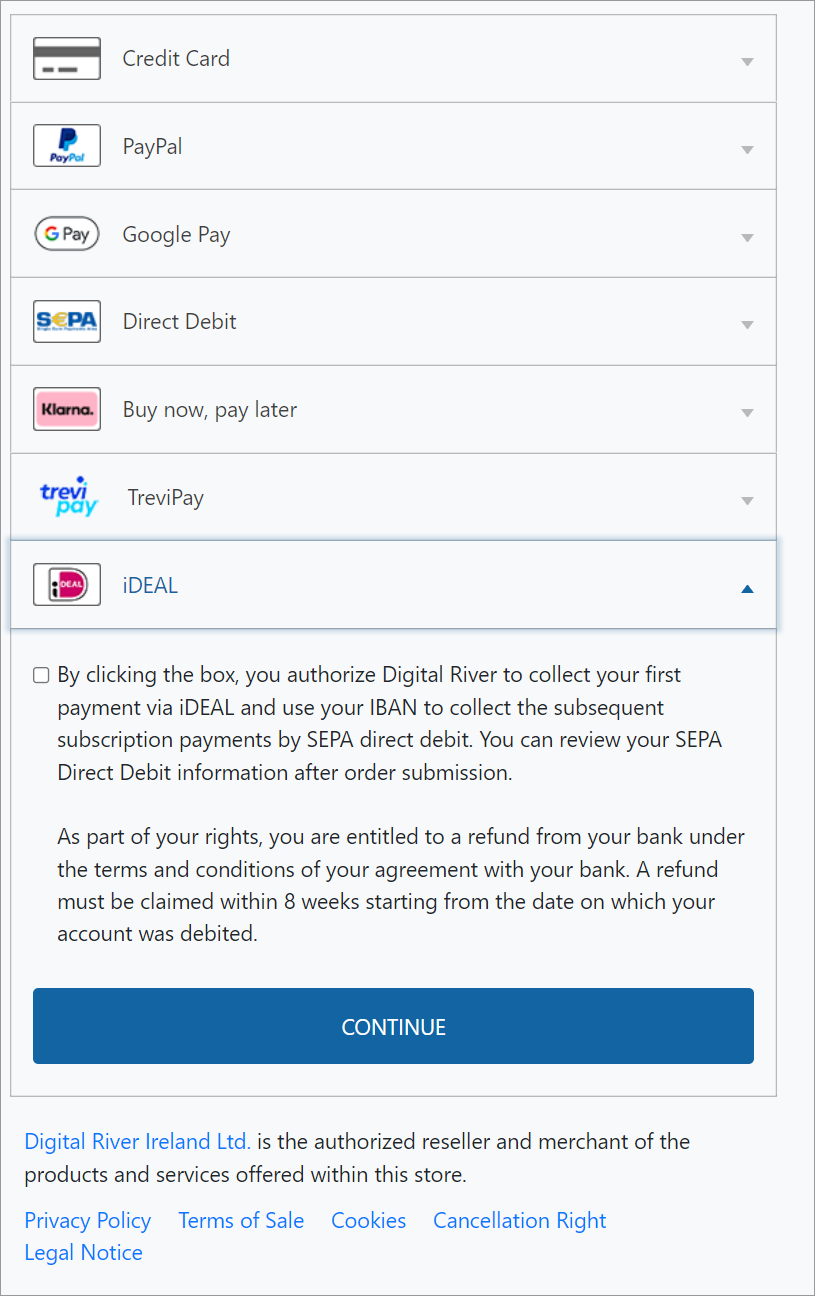 Credit Card
PayPal PayPal
G Pay Google Pay
S€PA Direct Debit
Klarna. Buy now, pay later
trevi
pay TreviPay
iDEAL iDEAL
By clicking the box, you authorize Digital River to collect your first
payment via iDEAL and use your IBAN to collect the subsequent
subscription payments by SEPA direct debit. You can review your SEPA
Direct Debit information after order submission.
As part of your rights, you are entitled to a refund from your bank under
the terms and conditions of your agreement with your bank. A refund
must be claimed within 8 weeks starting from the date on which your
account was debited.
CONTINUE
Digital River Ireland Ltd. is the authorized reseller and merchant of the
products and services offered within this store.
Privacy Policy Terms of Sale Cookies Cancellation Right
Legal Notice